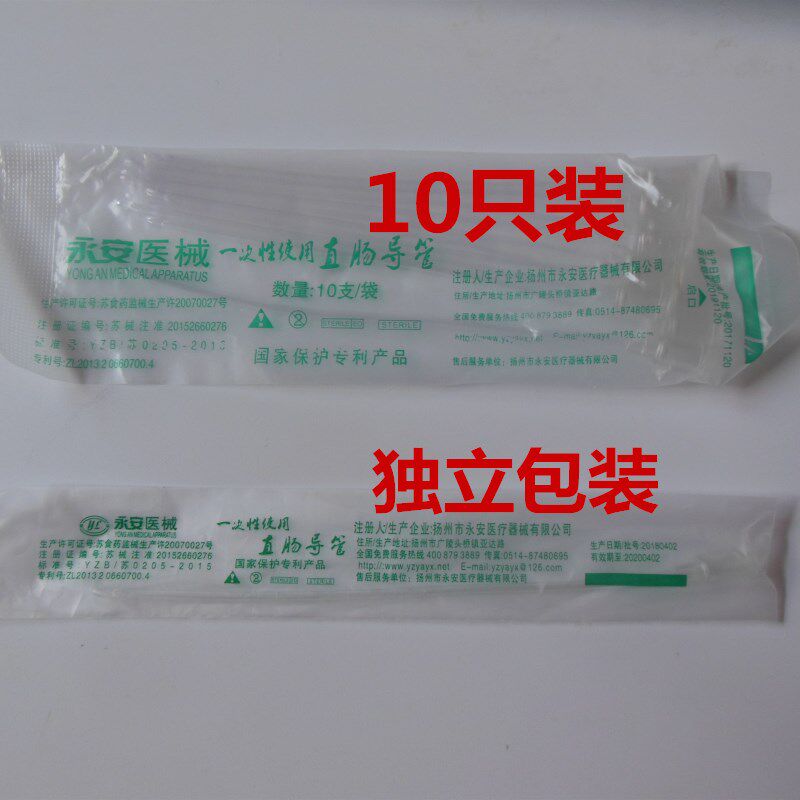 10只装
永安医械
YONG AN MEDICAL APPARATUS
一次性使用 直肠导管
数量:10支/袋
生产许可证号:苏食药监械生产许20070027号
注册证编号:苏械注准20152660276
标准号:YZB/苏0205-2013
专利号:ZL2013 2 0660700.4
STERILE EO
STERILE
国家保护专利产品
注册人/生产企业:扬州市永安医疗器械有限公司
住所/生产地址:扬州市广陵头桥镇亚达路
全国免费服务热线 400 879 3889 传真:0514-87480695
http://www.yzyayx.net E-mail:yzyayx@126.com
售后服务单位:扬州市永安医疗器械有限公司
启口
独立包装
永安医械
YONG AN MEDICAL APPARATUS
生产许可证号:苏食药监械生产许20070027号
注册证编号:苏械注准20152660276
标准号:YZB/苏0205-2015
专利号:ZL2013 2 0660700.4
一次性使用
直肠导管
国家保护专利产品
STERILE
注册人/生产企业:扬州市永安医疗器械有限公司
住所/生产地址:扬州市广陵头桥镇亚达路
全国免费服务热线 400 879 3889 传真:0514-87480695
http://www.yzyayx.net E-mail:yzyayx@126.com
售后服务单位:扬州市永安医疗器械有限公司
生产日期/批号:20180402
有效期至:20200402